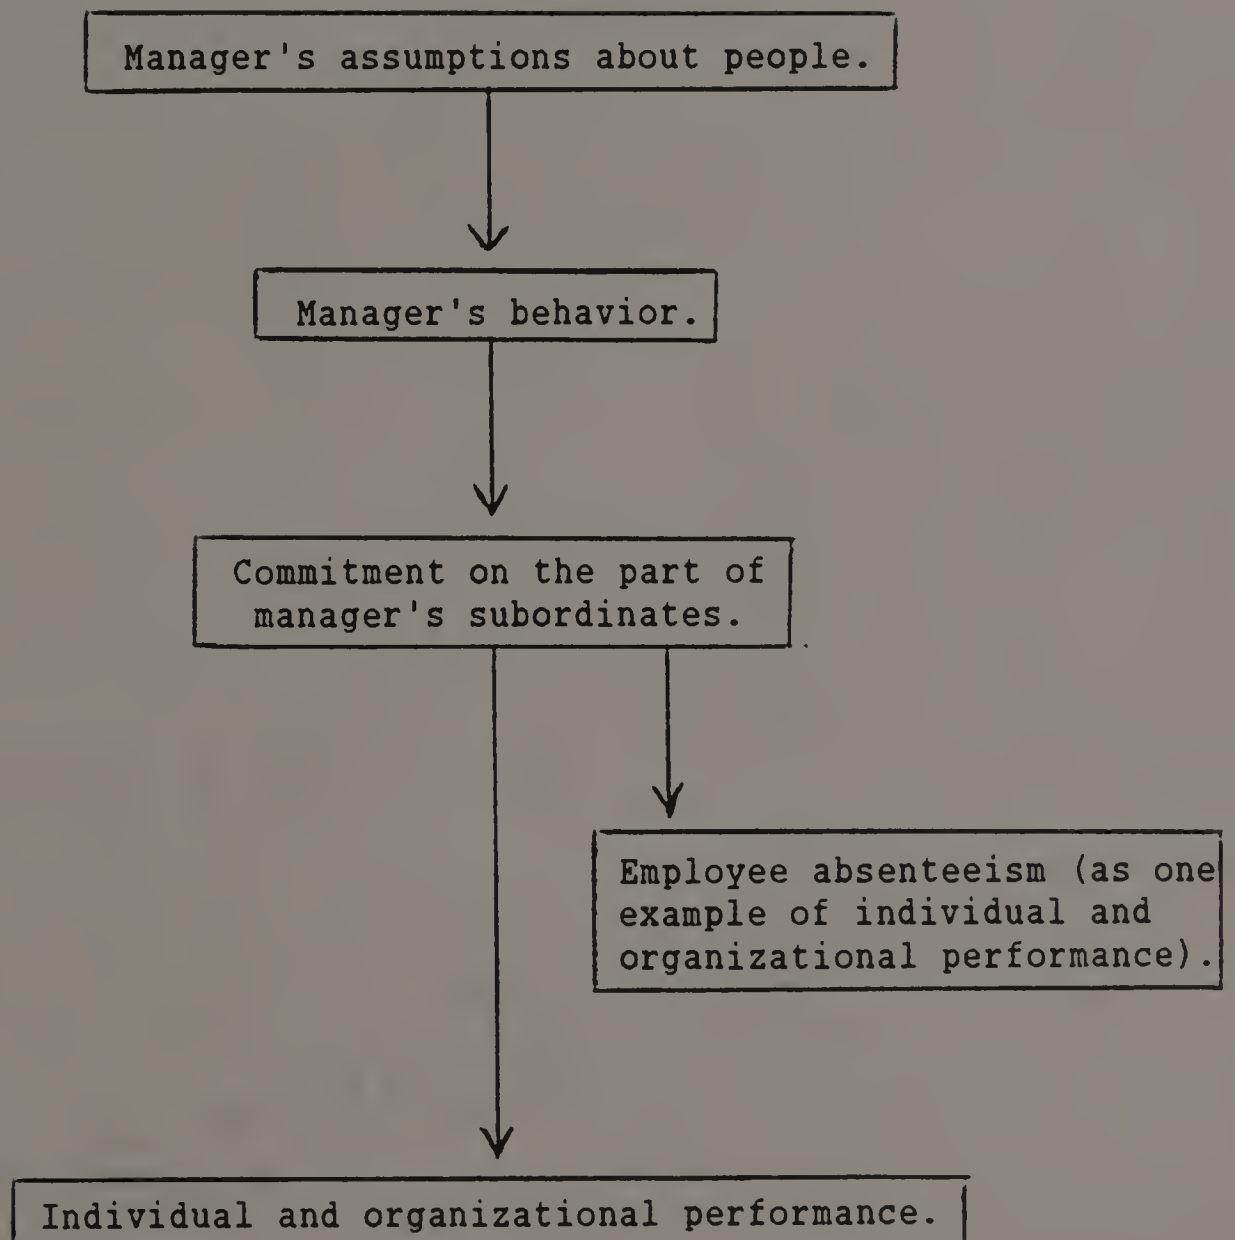 Manager's assumptions about people.
Manager's behavior.
Commitment on the part of
manager's subordinates.
Employee absenteeism (as one
example of individual and
organizational performance).
Individual and organizational performance.